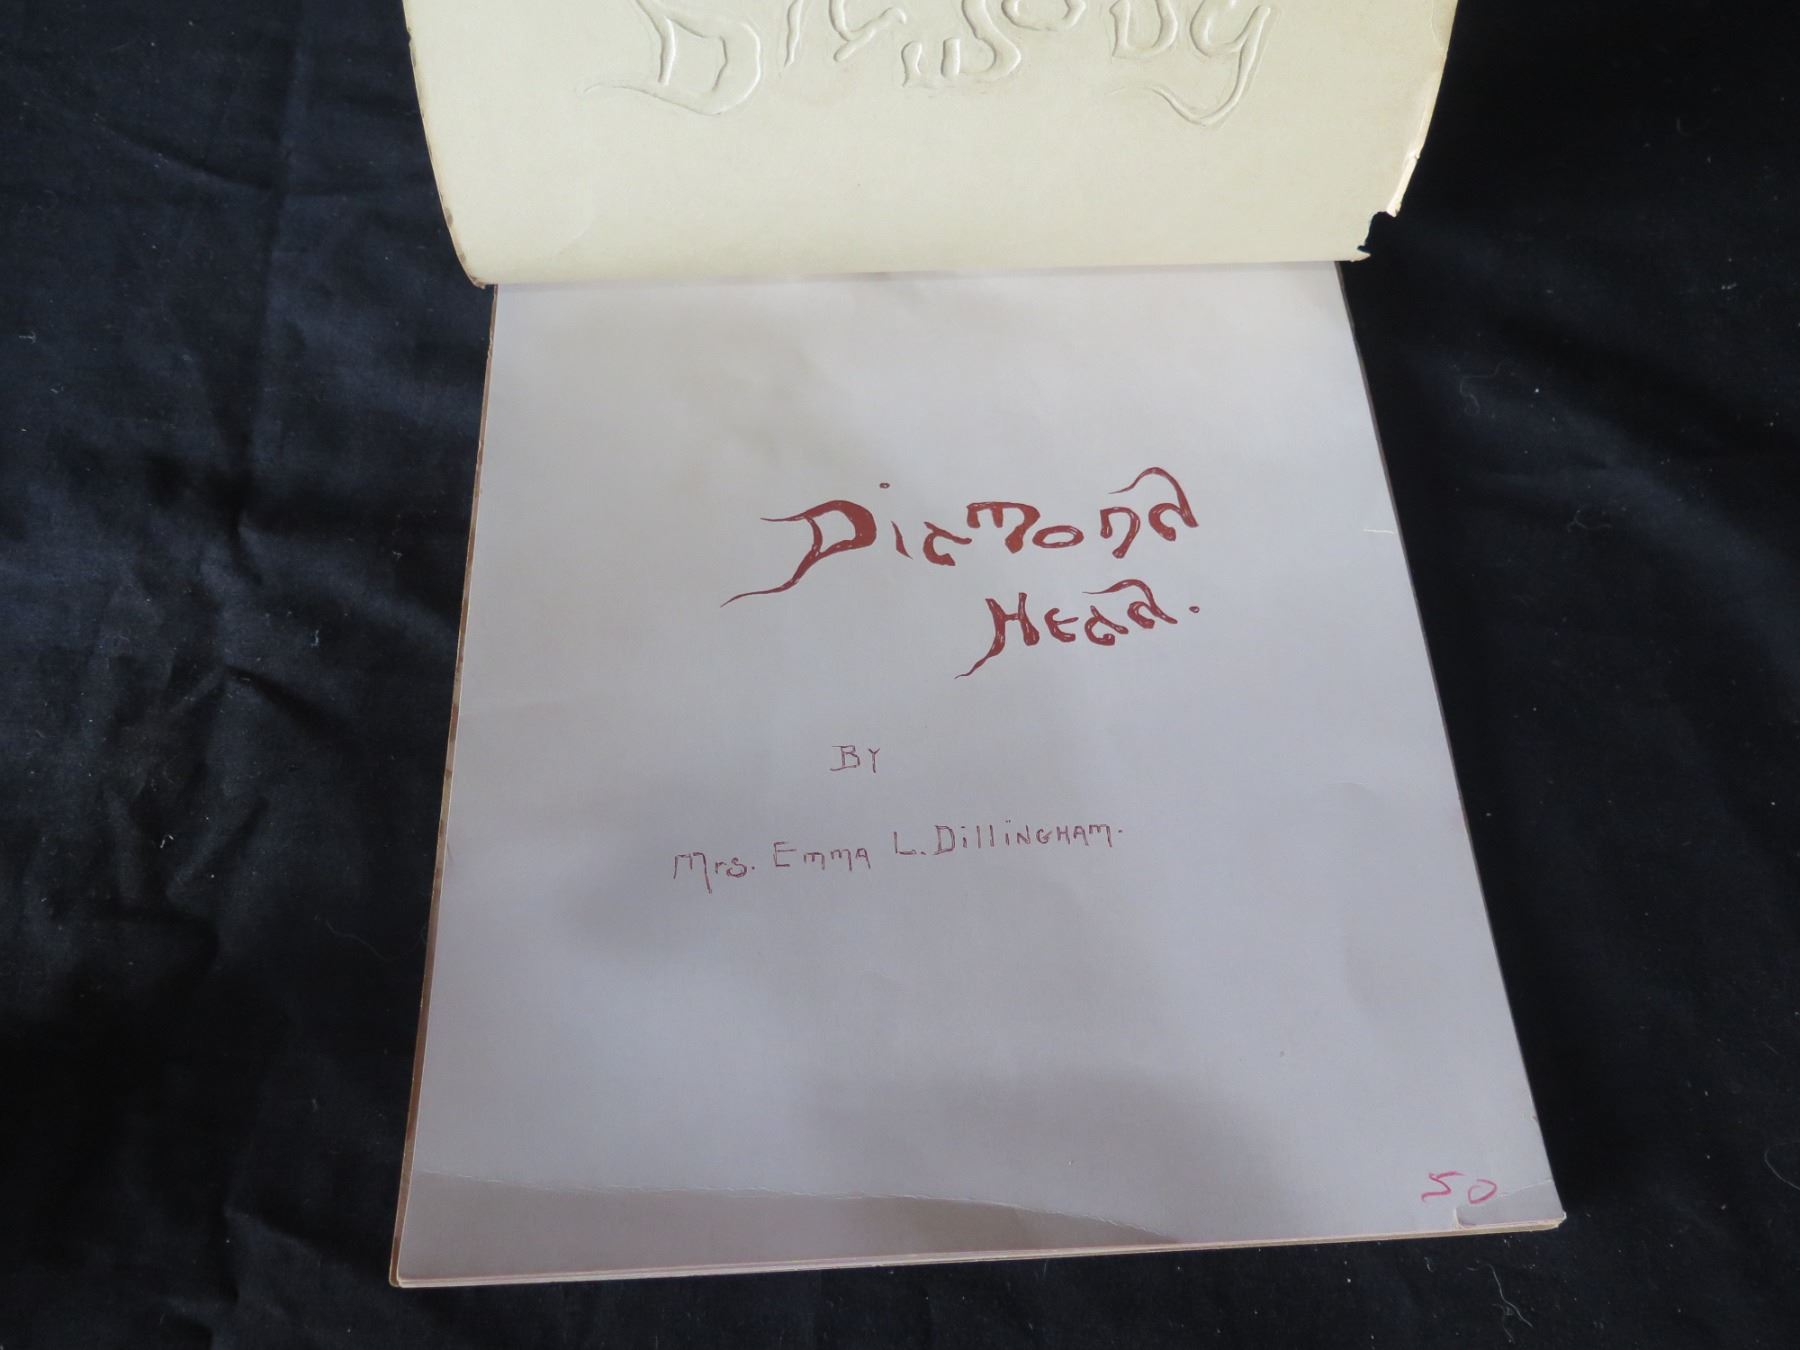 Diamond
Head.
By
Mrs. Emma L. Dillingham.
50